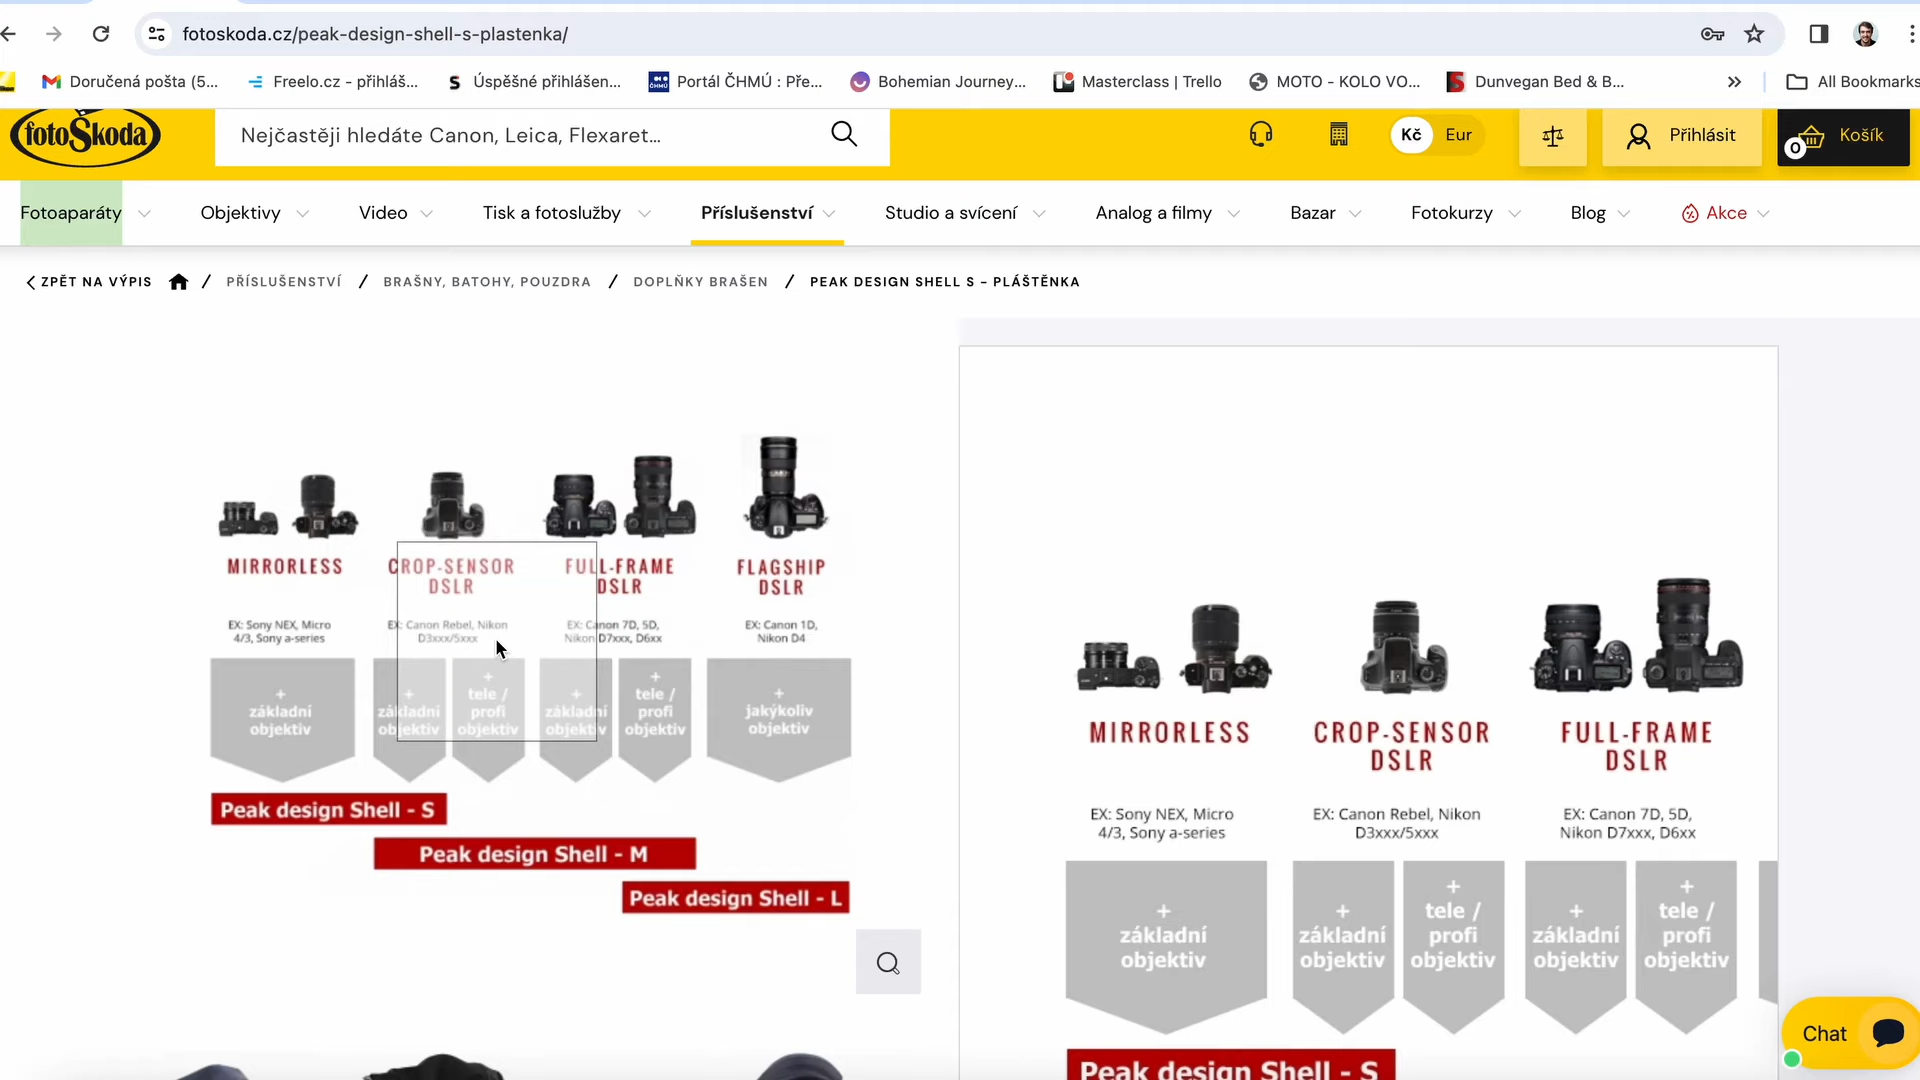 fotoskoda.cz/peak-design-shell-s-plastenka/
Doručená pošta (5...
Freelo.cz - přihláš...
Úspěšné přihlášen...
Portál ČHMÚ : Pře...
Bohemian Journey...
Masterclass | Trello
MOTO - KOLO VO...
Dunvegan Bed & B...
All Bookmarks
fotoŠkoda
Nejčastěji hledáte Canon, Leica, Flexaret...
Kč
Eur
Přihlásit
0
Košík
Fotoaparáty
Objektivy
Video
Tisk a fotoslužby
Příslušenství
Studio a svícení
Analog a filmy
Bazar
Fotokurzy
Blog
Akce
ZPĚT NA VÝPIS / PŘÍSLUŠENSTVÍ / BRAŠNY, BATOHY, POUZDRA / DOPLŇKY BRAŠEN / PEAK DESIGN SHELL S – PLÁŠTĚNKA
MIRRORLESS
EX: Sony NEX, Micro
4/3, Sony a-series
+
základní
objektiv
CROP-SENSOR
DSLR
EX: Canon Rebel, Nikon
D3xxx/5xxx
+
základní
objektiv
+
tele /
profi
objektiv
FULL-FRAME
DSLR
EX: Canon 7D, 5D,
Nikon D7xxx, D6xx
+
základní
objektiv
+
tele /
profi
objektiv
FLAGSHIP
DSLR
EX: Canon 1D,
Nikon D4
+
jakýkoliv
objektiv
Peak design Shell - S
Peak design Shell - M
Peak design Shell - L
MIRRORLESS
EX: Sony NEX, Micro
4/3, Sony a-series
+
základní
objektiv
CROP-SENSOR
DSLR
EX: Canon Rebel, Nikon
D3xxx/5xxx
+
základní
objektiv
+
tele /
profi
objektiv
FULL-FRAME
DSLR
EX: Canon 7D, 5D,
Nikon D7xxx, D6xx
+
základní
objektiv
+
tele /
profi
objektiv
Peak design Shell - S
Chat